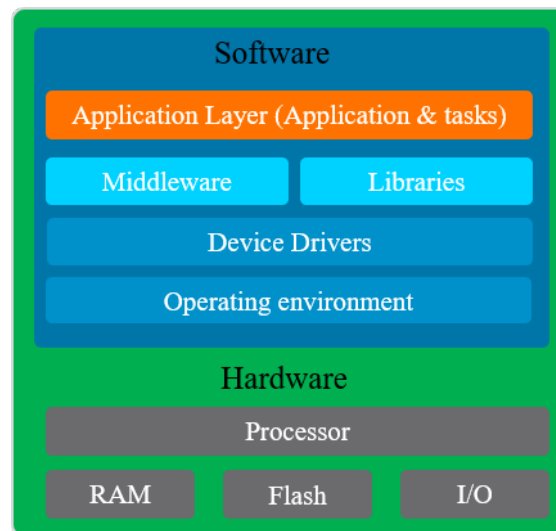 Software
Application Layer (Application & tasks)
Middleware
Libraries
Device Drivers
Operating environment
Hardware
Processor
RAM
Flash
I/O